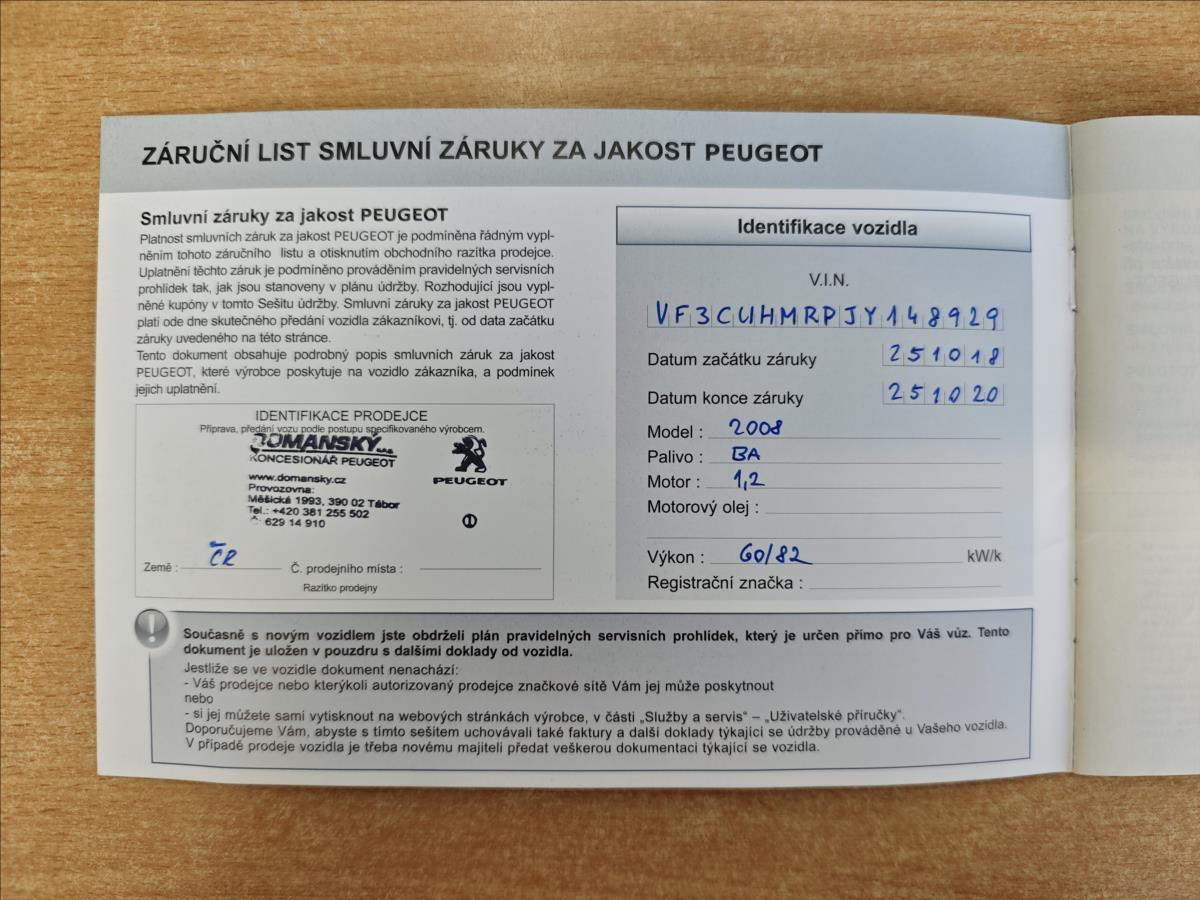 ZÁRUČNÍ LIST SMLUVNÍ ZÁRUKY ZA JAKOST PEUGEOT
Smluvní záruky za jakost PEUGEOT
Platnost smluvních záruk za jakost PEUGEOT je podmíněna řádným vypl-
něním tohoto záručního listu a otisknutím obchodního razítka prodejce.
Uplatnění těchto záruk je podmíněno prováděním pravidelných servisních
prohlídek tak, jak jsou stanoveny v plánu údržby. Rozhodující jsou vypl-
něné kupóny v tomto Sešitu údržby. Smluvní záruky za jakost PEUGEOT
platí ode dne skutečného předání vozidla zákazníkovi, tj. od data začátku
záruky uvedeného na této stránce.
Tento dokument obsahuje podrobný popis smluvních záruk za jakost
PEUGEOT, které výrobce poskytuje na vozidlo zákazníka, a podmínek
jejich uplatnění.
IDENTIFIKACE PRODEJCE
Příprava, předání vozu podle postupu specifikovaného výrobcem.
DOMANSKÝ s.r.o.
KONCESIONÁŘ PEUGEOT
www.domansky.cz
Provozovna:
Měšická 1993, 390 02 Tábor
Tel.: +420 381 255 502
Č: 629 14 910
PEUGEOT
1
Země : ČR Č. prodejního místa :
Razítko prodejny
Identifikace vozidla
V.I.N.
VF3CUHMRPJY148929
Datum začátku záruky 251018
Datum konce záruky 251020
Model : 2008
Palivo : BA
Motor : 1,2
Motorový olej :
Výkon : 60/82 kW/k
Registrační značka :
!
Současně s novým vozidlem jste obdrželi plán pravidelných servisních prohlídek, který je určen přímo pro Váš vůz. Tento
dokument je uložen v pouzdru s dalšími doklady od vozidla.
Jestliže se ve vozidle dokument nenachází:
- Váš prodejce nebo kterýkoli autorizovaný prodejce značkové sítě Vám jej může poskytnout
nebo
- si jej můžete sami vytisknout na webových stránkách výrobce, v části „Služby a servis“ – „Uživatelské příručky“.
Doporučujeme Vám, abyste s tímto sešitem uchovávali také faktury a další doklady týkající se údržby prováděné u Vašeho vozidla.
V případě prodeje vozidla je třeba novému majiteli předat veškerou dokumentaci týkající se vozidla.